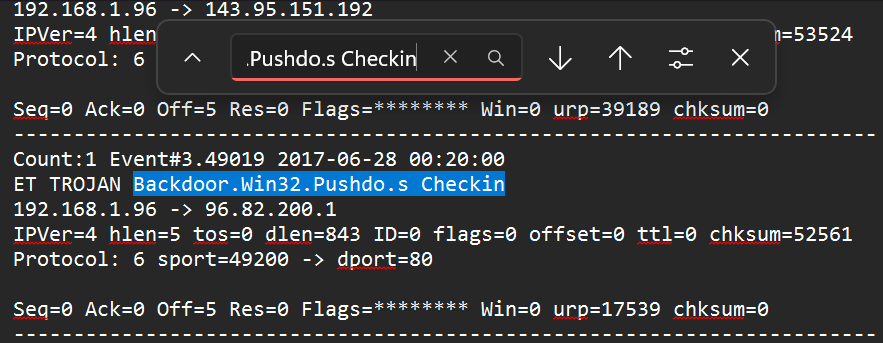 192.168.1.96 -> 143.95.151.192
IPVer=4 hlen
=53524
Protocol: 6
.Pushdo.s Checkin
Seq=0 Ack=0 Off=5 Res=0 Flags=******** Win=0 urp=39189 chksum=0
------------------------------------------------------------------------
Count:1 Event#3.49019 2017-06-28 00:20:00
ET TROJAN Backdoor.Win32.Pushdo.s Checkin
192.168.1.96 -> 96.82.200.1
IPVer=4 hlen=5 tos=0 dlen=843 ID=0 flags=0 offset=0 ttl=0 chksum=52561
Protocol: 6 sport=49200 -> dport=80
Seq=0 Ack=0 Off=5 Res=0 Flags=******** Win=0 urp=17539 chksum=0
------------------------------------------------------------------------